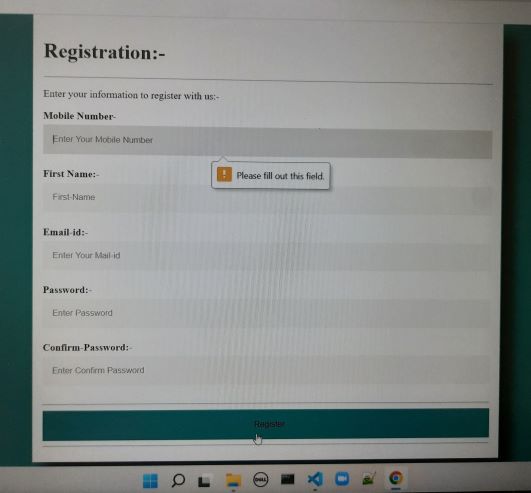 Registration:-
Enter your information to register with us:-
Mobile Number-
Enter Your Mobile Number
Please fill out this field.
First Name:-
First-Name
Email-id:-
Enter Your Mail-id
Password:-
Enter Password
Confirm-Password:-
Enter Confirm Password
Register
DELL